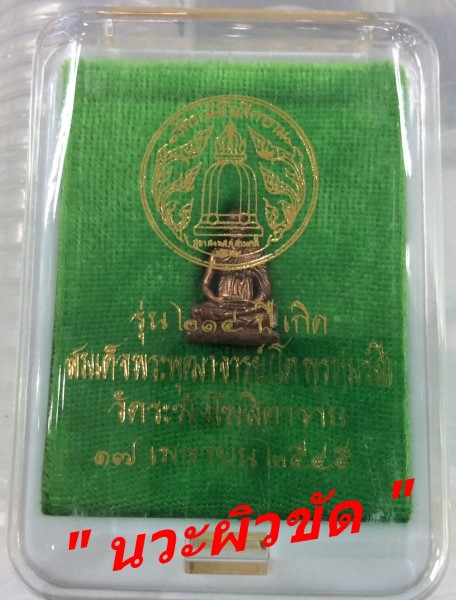 รุ่น ๒๑๔ ปี เกิด
สมเด็จพระพุฒาจารย์(โต พรหมรังสี)
วัดระฆังโฆสิตาราม
๑๗ เมษายน ๒๕๔๕
" นวะผิวขัด "